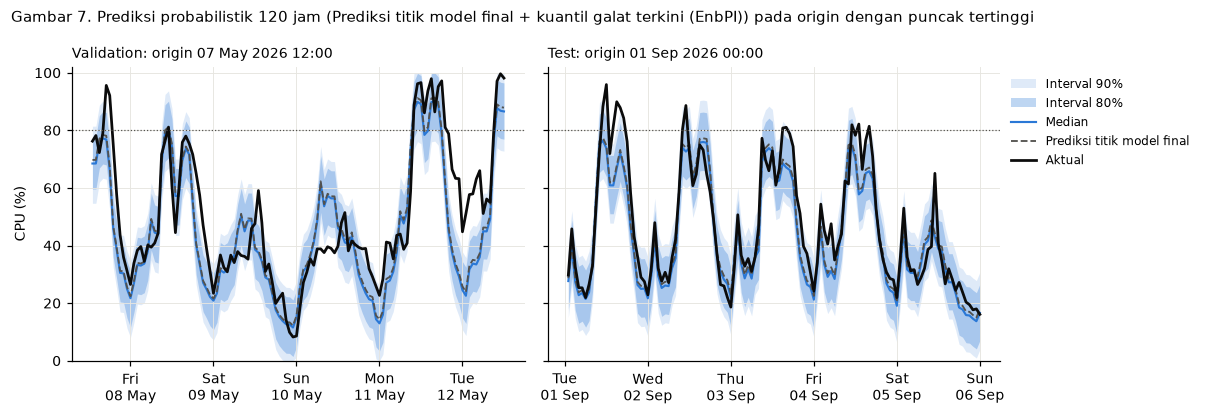 Gambar 7. Prediksi probabilistik 120 jam (Prediksi titik model final + kuantil galat terkini (EnbPI)) pada origin dengan puncak tertinggi
Validation: origin 07 May 2026 12:00
Test: origin 01 Sep 2026 00:00
CPU (%)
100
80
60
40
20
0
Fri
08 May
Sat
09 May
Sun
10 May
Mon
11 May
Tue
12 May
Tue
01 Sep
Wed
02 Sep
Thu
03 Sep
Fri
04 Sep
Sat
05 Sep
Sun
06 Sep
Interval 90%
Interval 80%
Median
Prediksi titik model final
Aktual